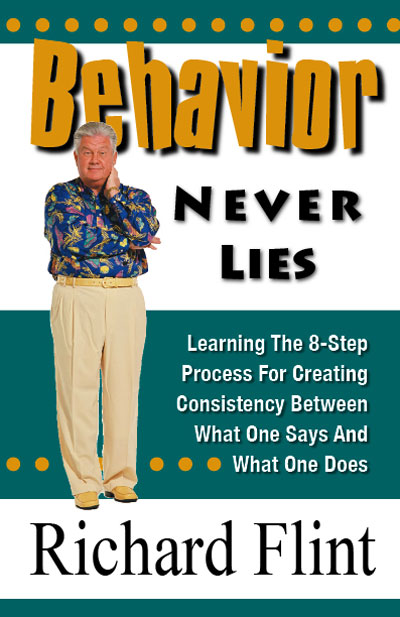 Behavior
NEVER
LIES
Learning The 8-Step
Process For Creating
Consistency Between
What One Says And
What One Does
Richard Flint